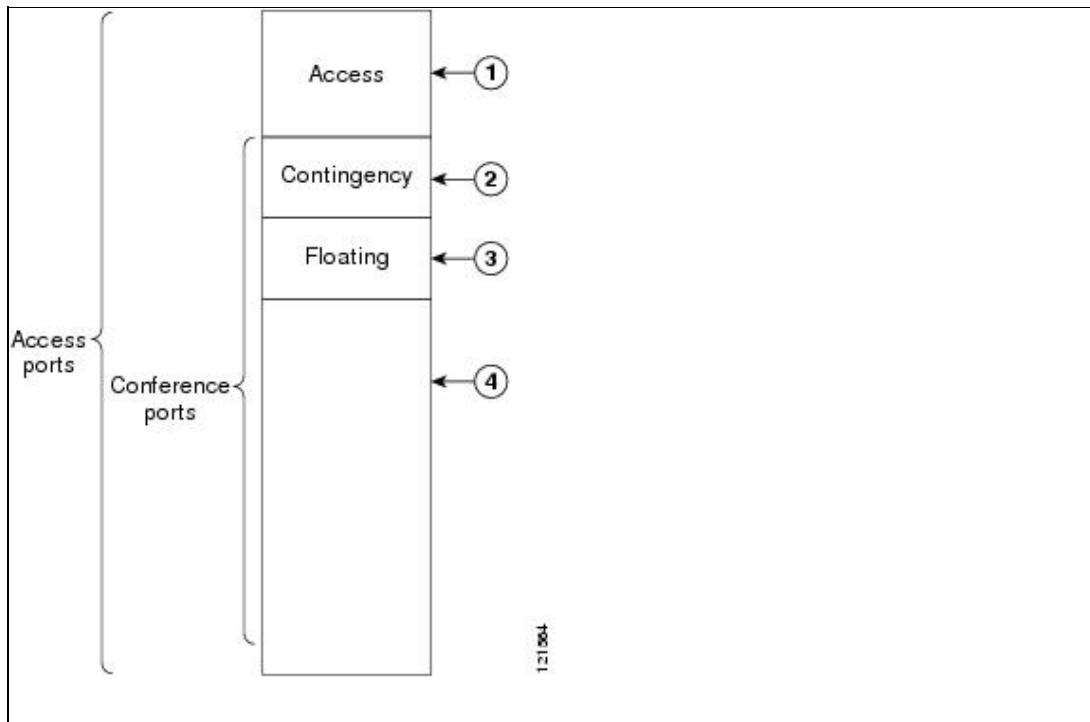 Access
1
Contingency
2
Floating
3
Access
ports
4
Conference
ports
121564